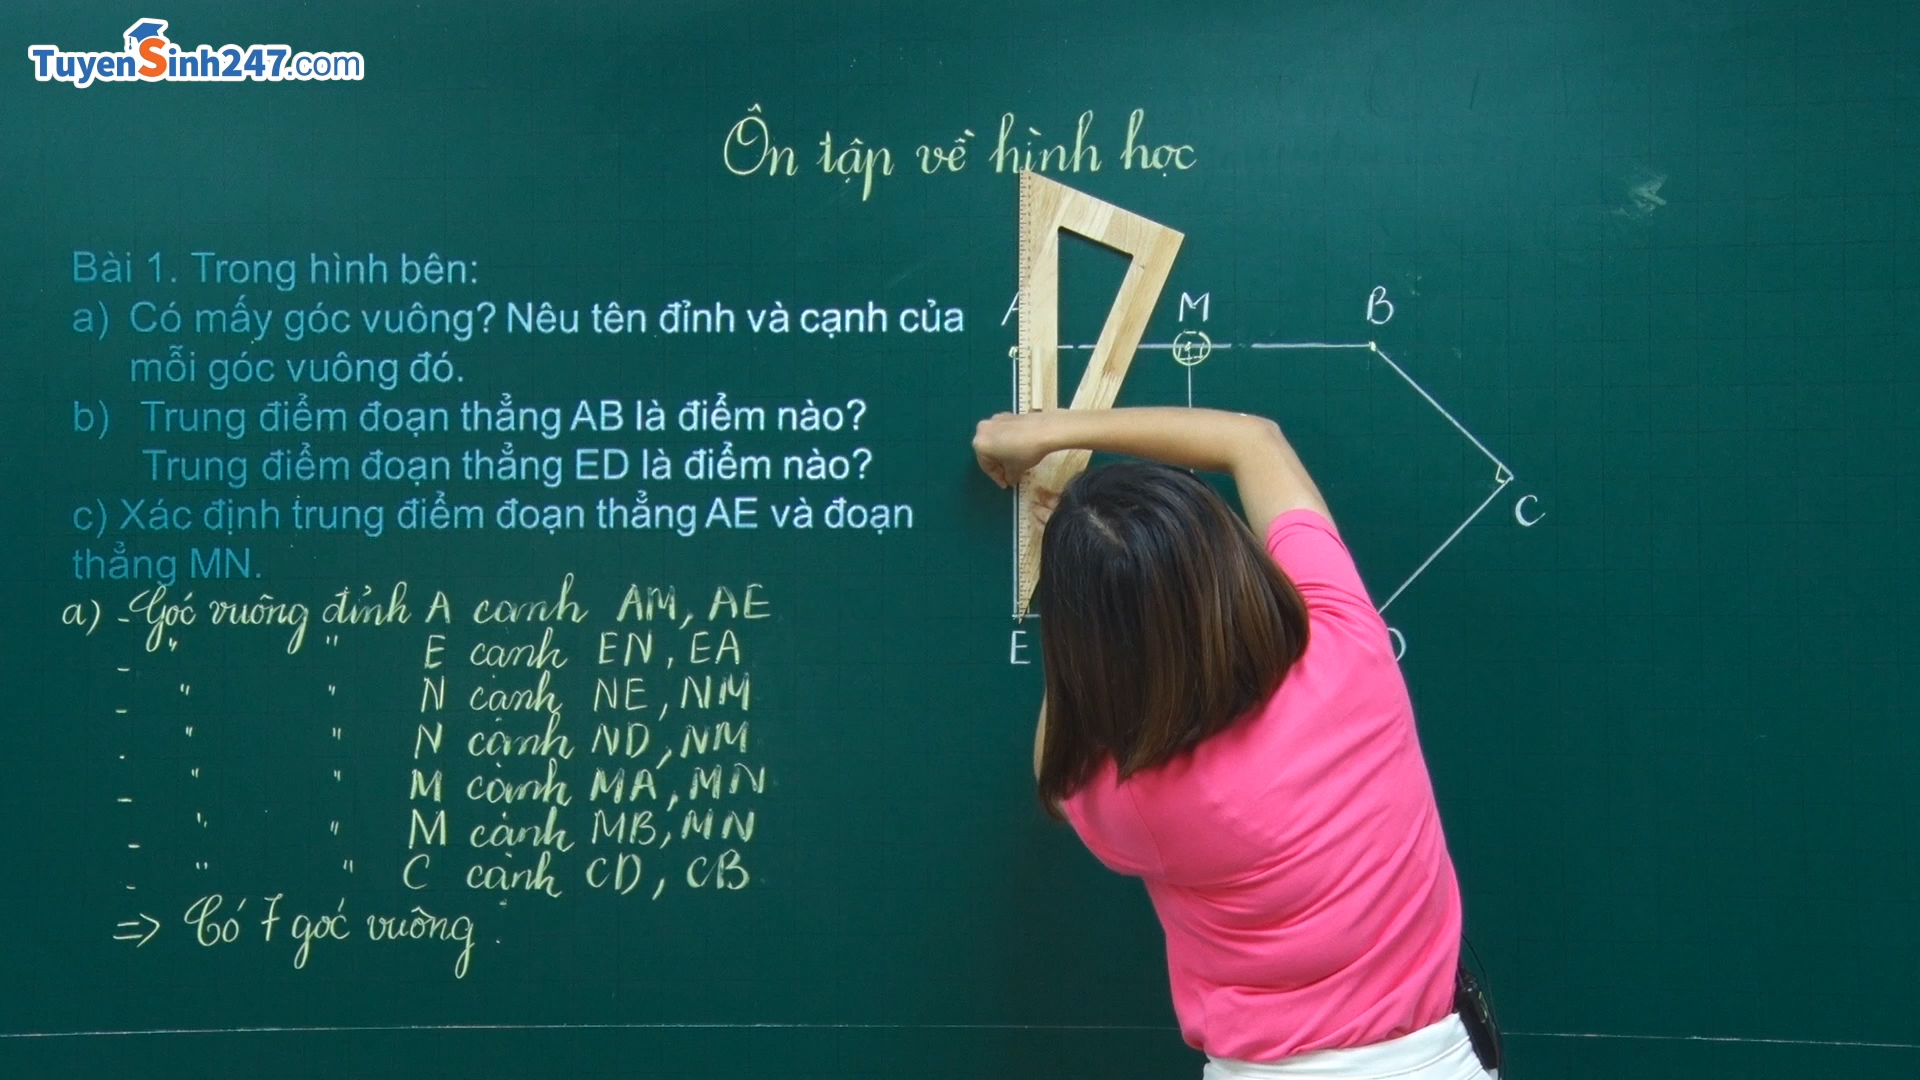 TuyenSinh247.com
Ôn tập về hình học
Bài 1. Trong hình bên:
a) Có mấy góc vuông? Nêu tên đỉnh và cạnh của
mỗi góc vuông đó.
b) Trung điểm đoạn thẳng AB là điểm nào?
Trung điểm đoạn thẳng ED là điểm nào?
c) Xác định trung điểm đoạn thẳng AE và đoạn
thẳng MN.
a) - Góc vuông đỉnh A cạnh AM, AE
- " " E cạnh EN, EA
- " " N cạnh NE, NM
- " " N cạnh ND, NM
- " " M cạnh MA, MN
- " " M cạnh MB, MN
- " " C cạnh CD, CB
=> Có 7 góc vuông.
A M B
C
E D